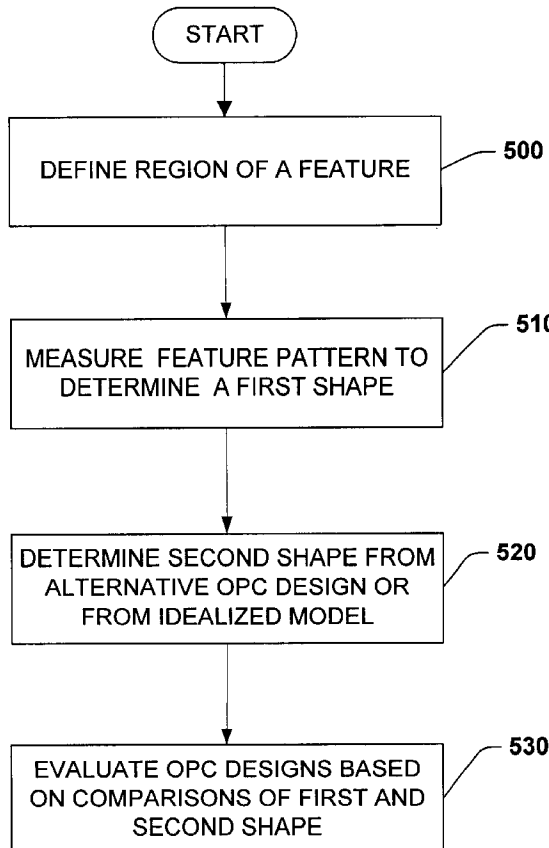 START
DEFINE REGION OF A FEATURE
500
MEASURE FEATURE PATTERN TO
DETERMINE A FIRST SHAPE
510
DETERMINE SECOND SHAPE FROM
ALTERNATIVE OPC DESIGN OR
FROM IDEALIZED MODEL
520
EVALUATE OPC DESIGNS BASED
ON COMPARISONS OF FIRST AND
SECOND SHAPE
530